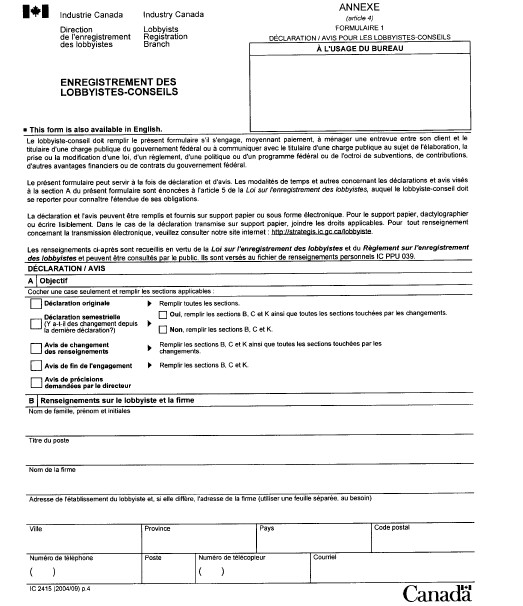 Industrie Canada
Industry Canada
Direction
de l'enregistrement
des lobbyistes
Lobbyists
Registration
Branch
ANNEXE
(article 4)
FORMULAIRE 1
DÉCLARATION / AVIS POUR LES LOBBYISTES-CONSEILS
À L'USAGE DU BUREAU
ENREGISTREMENT DES
LOBBYISTES-CONSEILS
■ This form is also available in English.
Le lobbyiste-conseil doit remplir le présent formulaire s'il s'engage, moyennant paiement, à ménager une entrevue entre son client et le
titulaire d'une charge publique du gouvernement fédéral ou à communiquer avec le titulaire d'une charge publique au sujet de l'élaboration, la
prise ou la modification d'une loi, d'un règlement, d'une politique ou d'un programme fédéral ou de l'octroi de subventions, de contributions,
d'autres avantages financiers ou de contrats du gouvernement fédéral.
Le présent formulaire peut servir à la fois de déclaration et d'avis. Les modalités de temps et autres concernant les déclarations et avis visés
à la section A du présent formulaire sont énoncées à l'article 5 de la Loi sur l'enregistrement des lobbyistes, auquel le lobbyiste-conseil doit
se reporter pour connaître l'étendue de ses obligations.
La déclaration et l'avis peuvent être remplis et fournis sur support papier ou sous forme électronique. Pour le support papier, dactylographier
ou écrire lisiblement. Dans le cas de la déclaration transmise sur support papier, joindre les droits applicables. Pour tout renseignement
concernant la transmission électronique, veuillez consulter notre site internet : http://strategis.ic.gc.ca/lobbyiste.
Les renseignements ci-après sont recueillis en vertu de la Loi sur l'enregistrement des lobbyistes et du Règlement sur l'enregistrement
des lobbyistes et peuvent être consultés par le public. Ils sont versés au fichier de renseignements personnels IC PPU 039.
DÉCLARATION / AVIS
A Objectif
Cocher une case seulement et remplir les sections applicables :
Déclaration originale
Remplir toutes les sections.
Déclaration semestrielle
(Y a-t-il des changement depuis
la dernière déclaration?)
Oui, remplir les sections B, C et K ainsi que toutes les sections touchées par les changements.
Non, remplir les sections B, C et K.
Avis de changement
des renseignements
Remplir les sections B, C et K ainsi que toutes les sections touchées par les
changements.
Avis de fin de l'engagement
Remplir les sections B, C et K.
Avis de précisions
demandées par le directeur
B Renseignements sur le lobbyiste et la firme
Nom de famille, prénom et initiales
Titre du poste
Nom de la firme
Adresse de l'établissement du lobbyiste et, si elle diffère, l'adresse de la firme (utiliser une feuille séparée, au besoin)
Ville
Province
Pays
Code postal
Numéro de téléphone
Poste
Numéro de télécopieur
Courriel
( )
( )
IC 2415 (2004/09) p.4
Canada